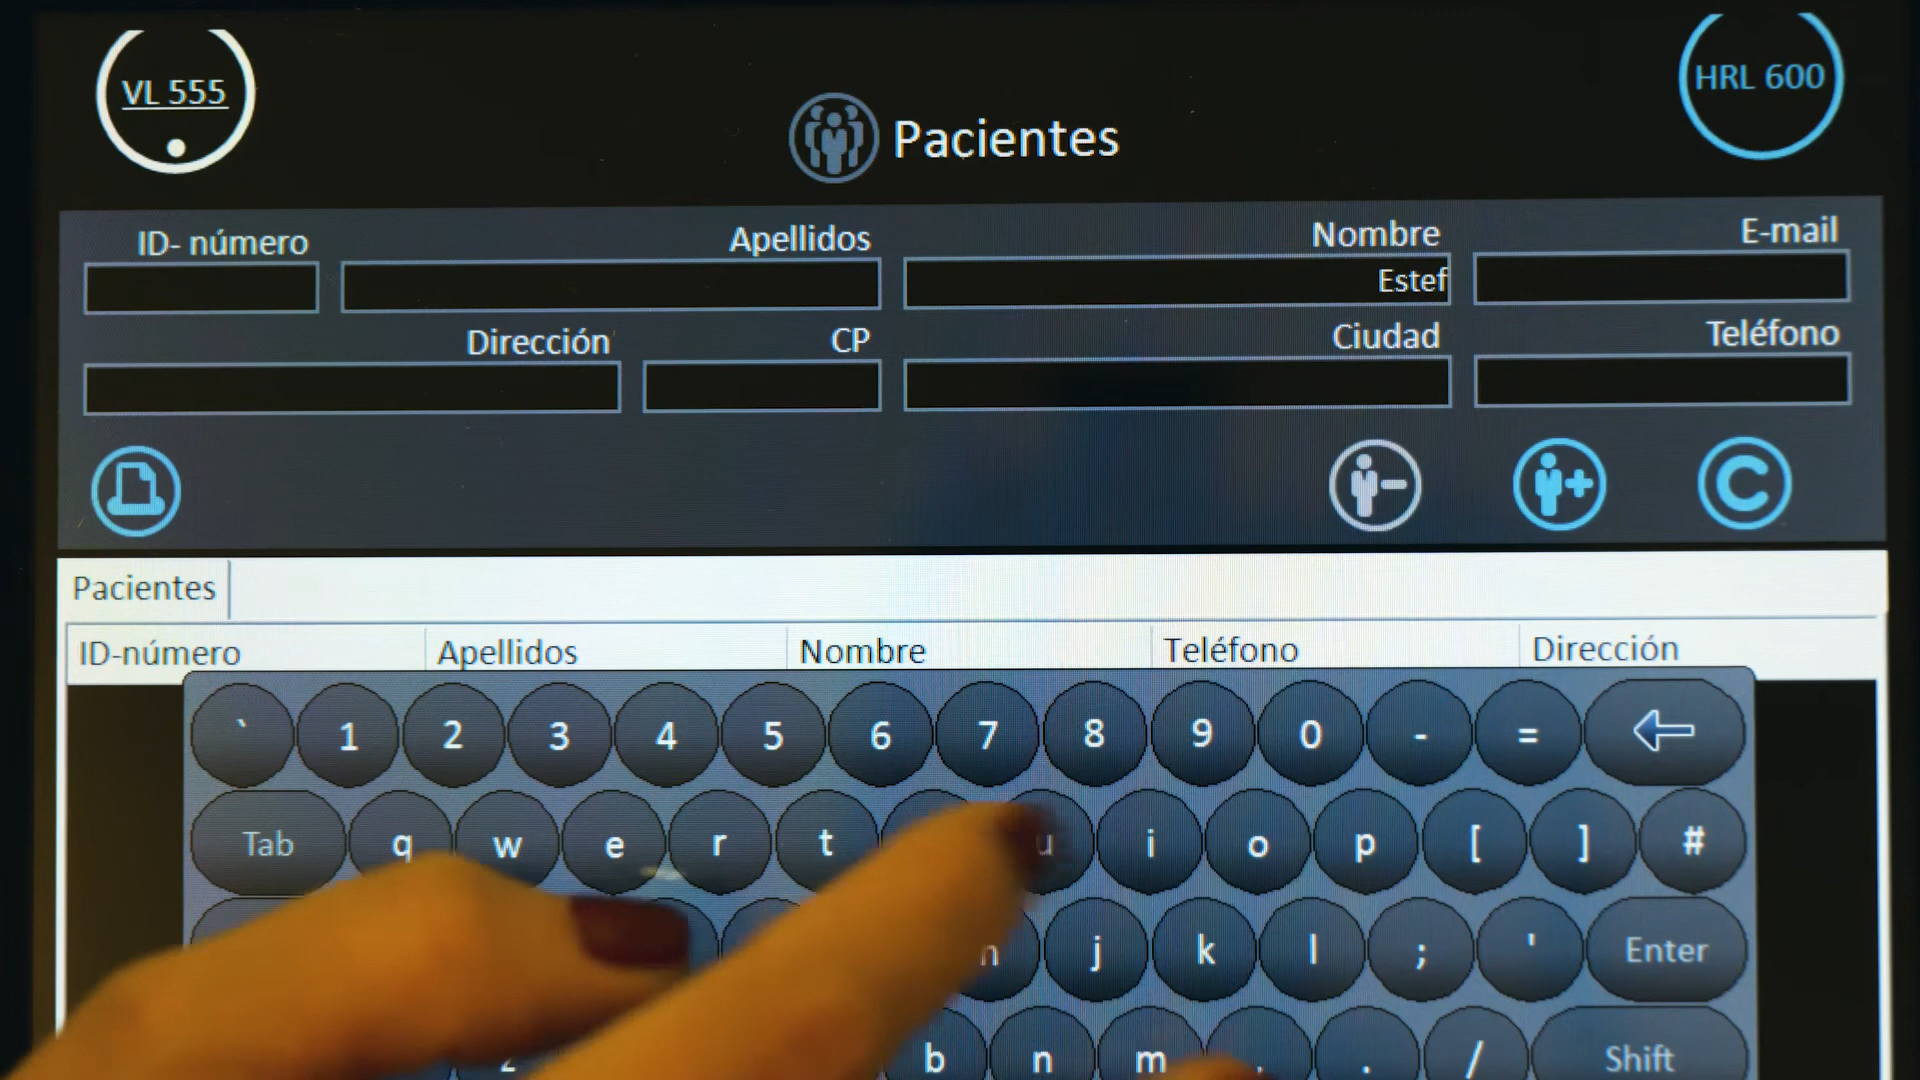 VL 555
HRL 600
Pacientes
ID- número Apellidos Nombre E-mail
Estef
Dirección CP Ciudad Teléfono
C
Pacientes
ID-número Apellidos Nombre Teléfono Dirección
` 1 2 3 4 5 6 7 8 9 0 - =
Tab q w e r t u i o p [ ] #
j k l ; ' Enter
b n m . / Shift